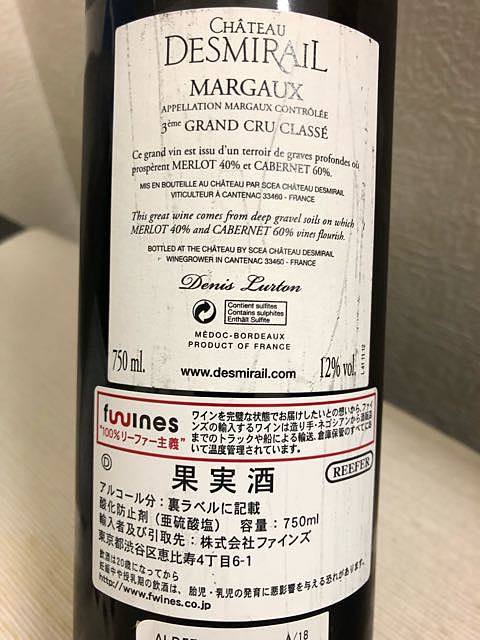 CHÂTEAU
DESMIRAIL
MARGAUX
APPELLATION MARGAUX CONTRÔLÉE
3ème GRAND CRU CLASSÉ
Ce grand vin est issu d'un terroir de graves profondes où
prospèrent MERLOT 40% et CABERNET 60%.
MIS EN BOUTEILLE AU CHÂTEAU PAR SCEA CHÂTEAU DESMIRAIL
VITICULTEUR À CANTENAC 33460 - FRANCE
This great wine comes from deep gravel soils on which
MERLOT 40% and CABERNET 60% vines flourish.
BOTTLED AT THE CHÂTEAU BY SCEA CHÂTEAU DESMIRAIL
WINEGROWER IN CANTENAC 33460 - FRANCE
Denis Lurton
Contient sulfites
Contains sulphites
Enthält Sulfite
MÉDOC-BORDEAUX
PRODUCT OF FRANCE
750 ml.
12% vol.
www.desmirail.com
fwines
"100%リーファー主義"
ワインを完璧な状態でお届けしたいとの想いから、ファイ
ンズの輸入するワインは造り手・ネゴシアンから
までのトラックや船による輸送、倉庫保管のすべてにお
いて温度管理されています。
D
REEFER
果実酒
アルコール分：裏ラベルに記載
酸化防止剤（亜硫酸塩） 容量：750ml
輸入者及び引取先：株式会社ファインズ
東京都渋谷区恵比寿4丁目6-1
飲酒は20歳になってから
妊娠中や授乳期の飲酒は、胎児・乳児の発育に悪影響を与える恐れがあります。
http://www.fwines.co.jp